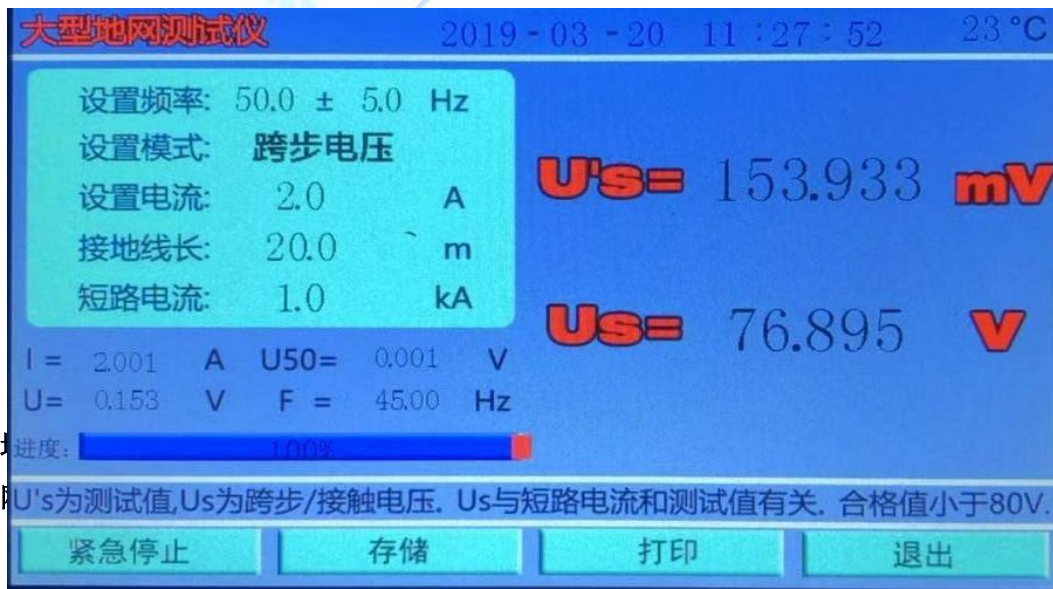 大型地网测试仪 2019-03-20 11:27:52 23°C
设置频率: 50.0 ± 5.0 Hz
设置模式: 跨步电压
设置电流: 2.0 A
接地线长: 20.0 m
短路电流: 1.0 kA
U's= 153.933 mV
Us= 76.895 V
I = 2.001 A U50= 0.001 V
U= 0.153 V F = 45.00 Hz
进度: 100%
U's为测试值,Us为跨步/接触电压. Us与短路电流和测试值有关. 合格值小于80V.
紧急停止 存储 打印 退出